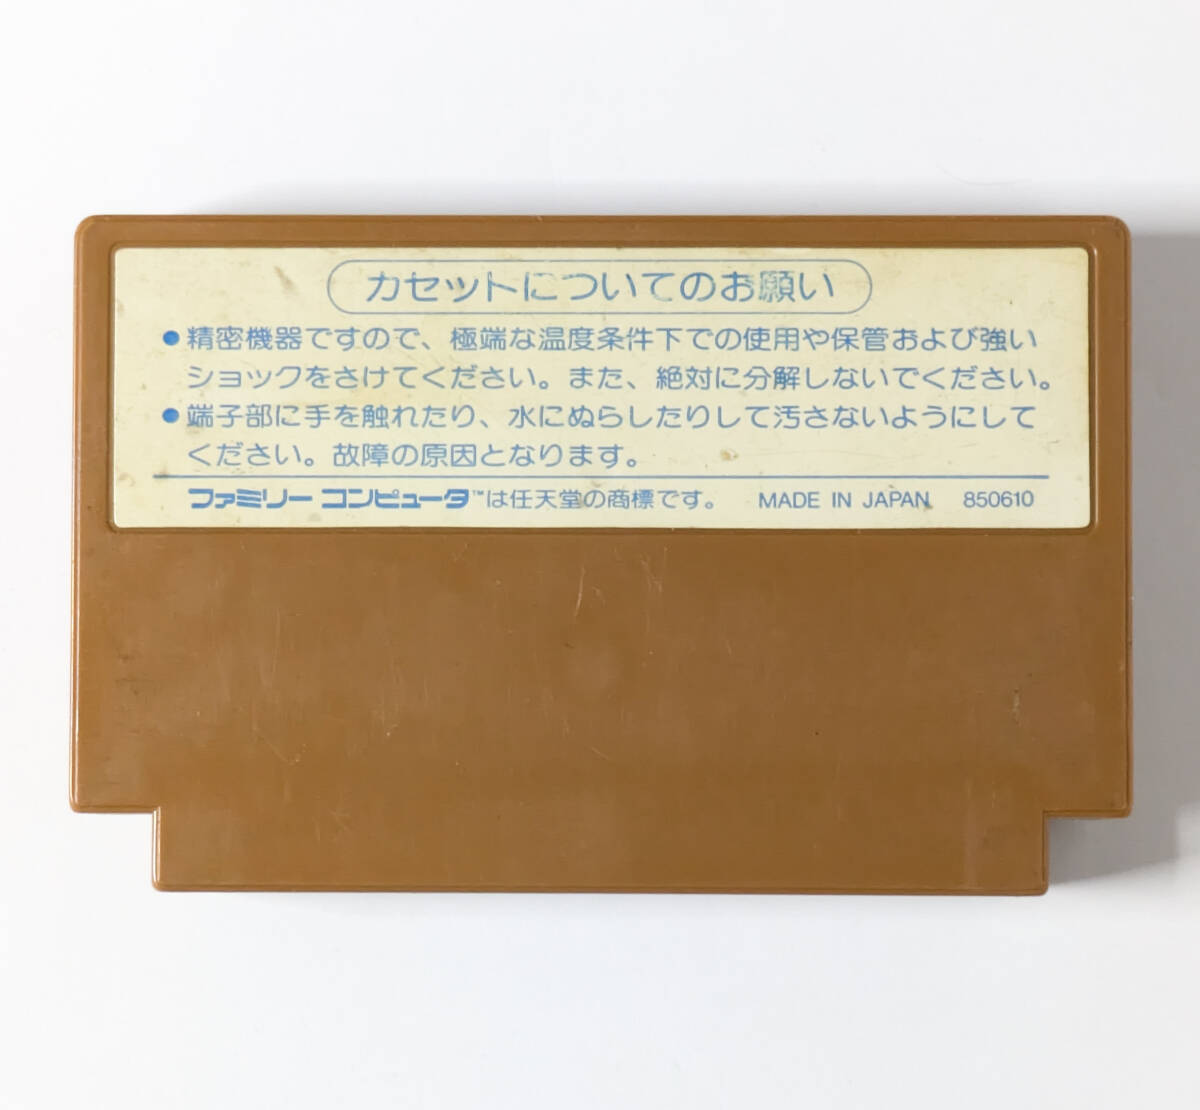 カセットについてのお願い
●精密機器ですので、極端な温度条件下での使用や保管および強い
ショックをさけてください。また、絶対に分解しないでください。
●端子部に手を触れたり、水にぬらしたりして汚さないようにして
ください。故障の原因となります。
ファミリー コンピュータ™は任天堂の商標です。 MADE IN JAPAN 850610